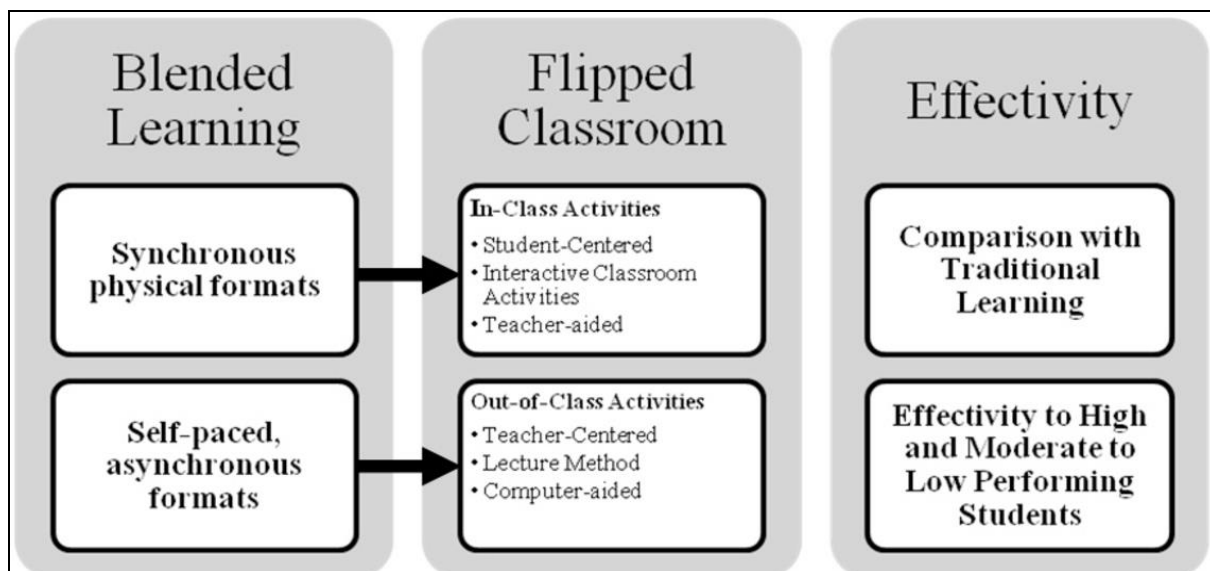 Blended
Learning
Synchronous
physical formats
Self-paced,
asynchronous
formats
Flipped
Classroom
In-Class Activities
• Student-Centered
• Interactive Classroom
Activities
• Teacher-aided
Out-of-Class Activities
• Teacher-Centered
• Lecture Method
• Computer-aided
Effectivity
Comparison with
Traditional
Learning
Effectivity to High
and Moderate to
Low Performing
Students